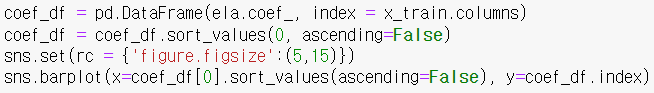 coef_df = pd.DataFrame(ela.coef_, index = x_train.columns)
coef_df = coef_df.sort_values(0, ascending=False)
sns.set(rc = {'figure.figsize':(5,15)})
sns.barplot(x=coef_df[0].sort_values(ascending=False), y=coef_df.index)